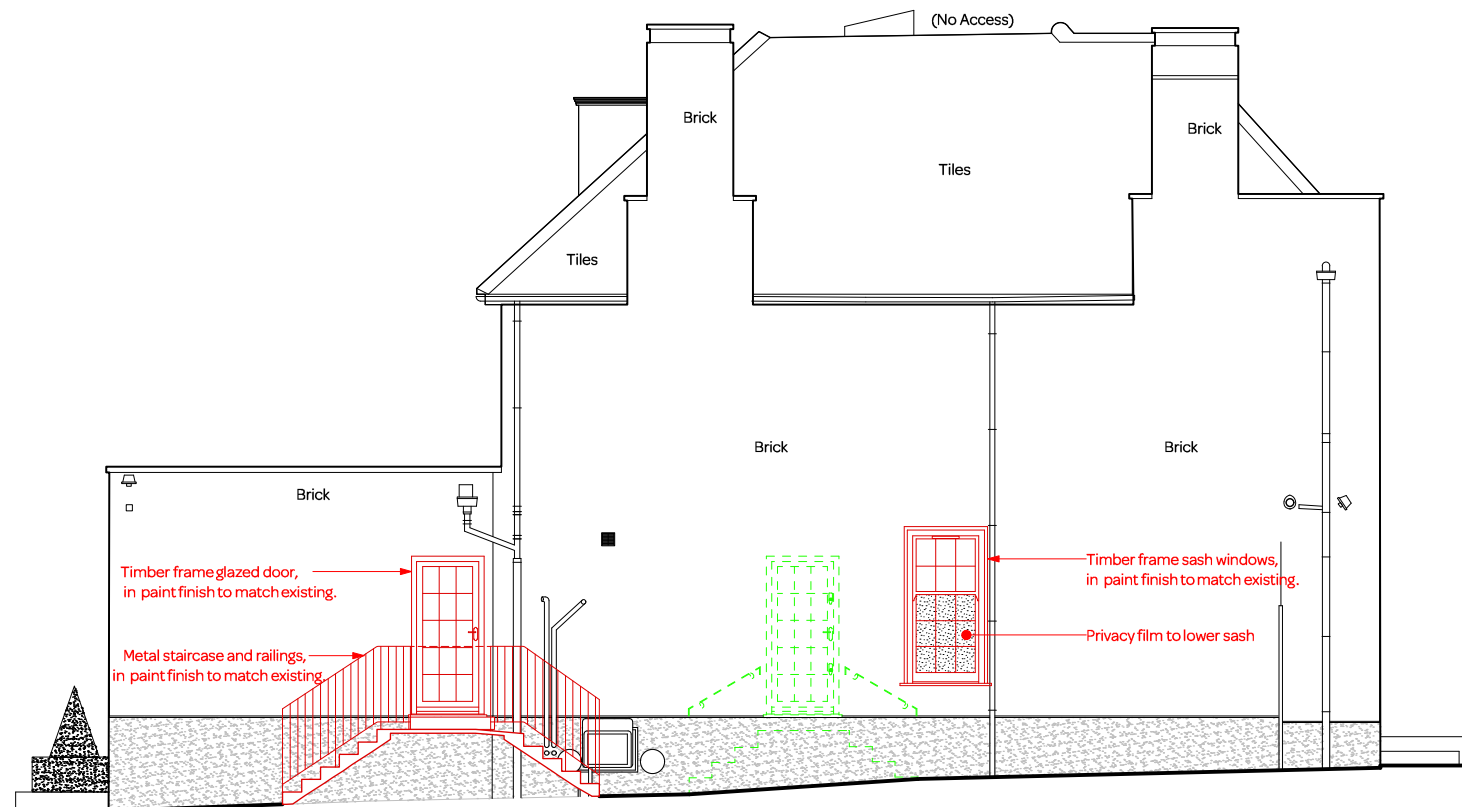 (No Access)
Brick
Brick
Tiles
Tiles
Brick
Brick
Brick
Timber frame glazed door,
in paint finish to match existing.
Timber frame sash windows,
in paint finish to match existing.
Privacy film to lower sash
Metal staircase and railings,
in paint finish to match existing.